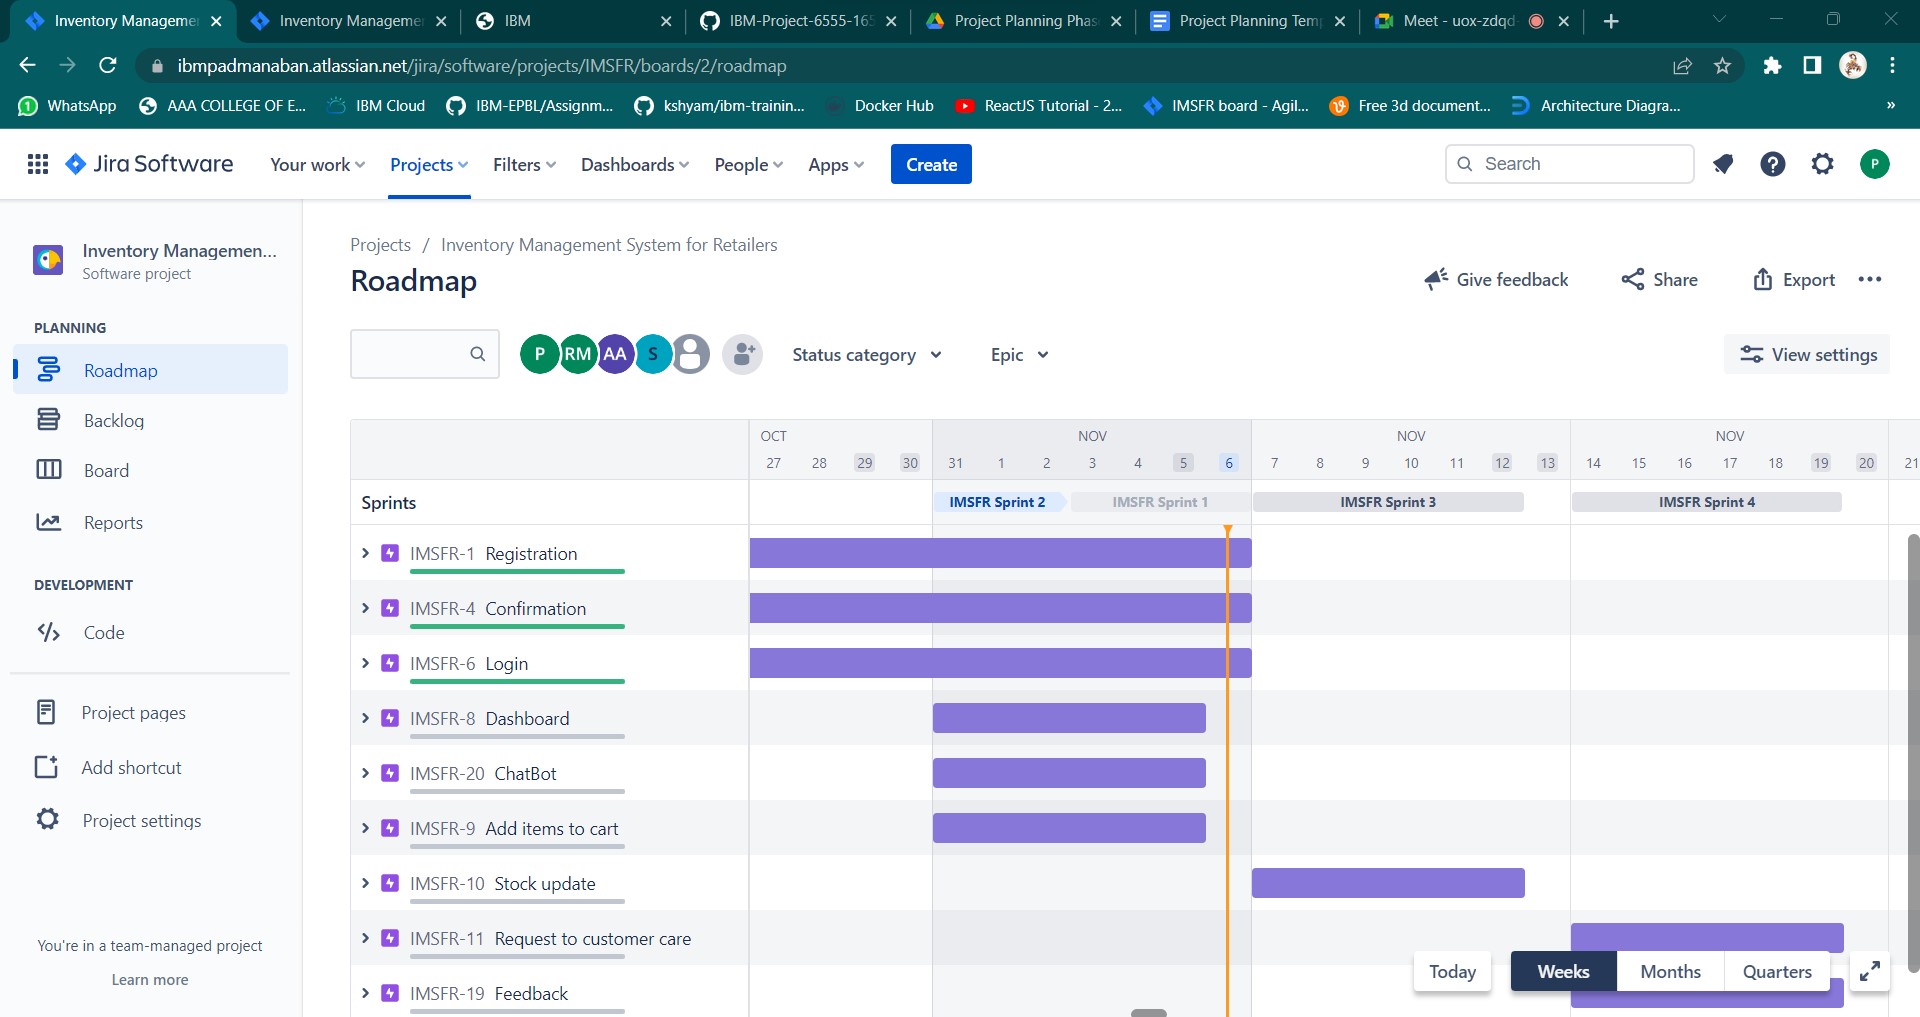 Inventory Managemen
Inventory Managemen
IBM
IBM-Project-6555-165
Project Planning Phas
Project Planning Temp
Meet - uox-zdqd-
ibmpadmanaban.atlassian.net/jira/software/projects/IMSFR/boards/2/roadmap
WhatsApp
AAA COLLEGE OF E...
IBM Cloud
IBM-EPBL/Assignm...
kshyam/ibm-trainin...
Docker Hub
ReactJS Tutorial - 2...
IMSFR board - Agil...
Free 3d document...
Architecture Diagra...
»
Jira Software
Your work
Projects
Filters
Dashboards
People
Apps
Create
Search
P
Inventory Managemen...
Software project
PLANNING
Roadmap
Backlog
Board
Reports
DEVELOPMENT
Code
Project pages
Add shortcut
Project settings
You're in a team-managed project
Learn more
Projects / Inventory Management System for Retailers
Roadmap
Give feedback
Share
Export
P
RM
AA
S
Status category
Epic
View settings
OCT
NOV
NOV
NOV
27 28 29 30 31 1 2 3 4 5 6 7 8 9 10 11 12 13 14 15 16 17 18 19 20 21
Sprints
IMSFR Sprint 2
IMSFR Sprint 1
IMSFR Sprint 3
IMSFR Sprint 4
IMSFR-1 Registration
IMSFR-4 Confirmation
IMSFR-6 Login
IMSFR-8 Dashboard
IMSFR-20 ChatBot
IMSFR-9 Add items to cart
IMSFR-10 Stock update
IMSFR-11 Request to customer care
IMSFR-19 Feedback
Today
Weeks
Months
Quarters